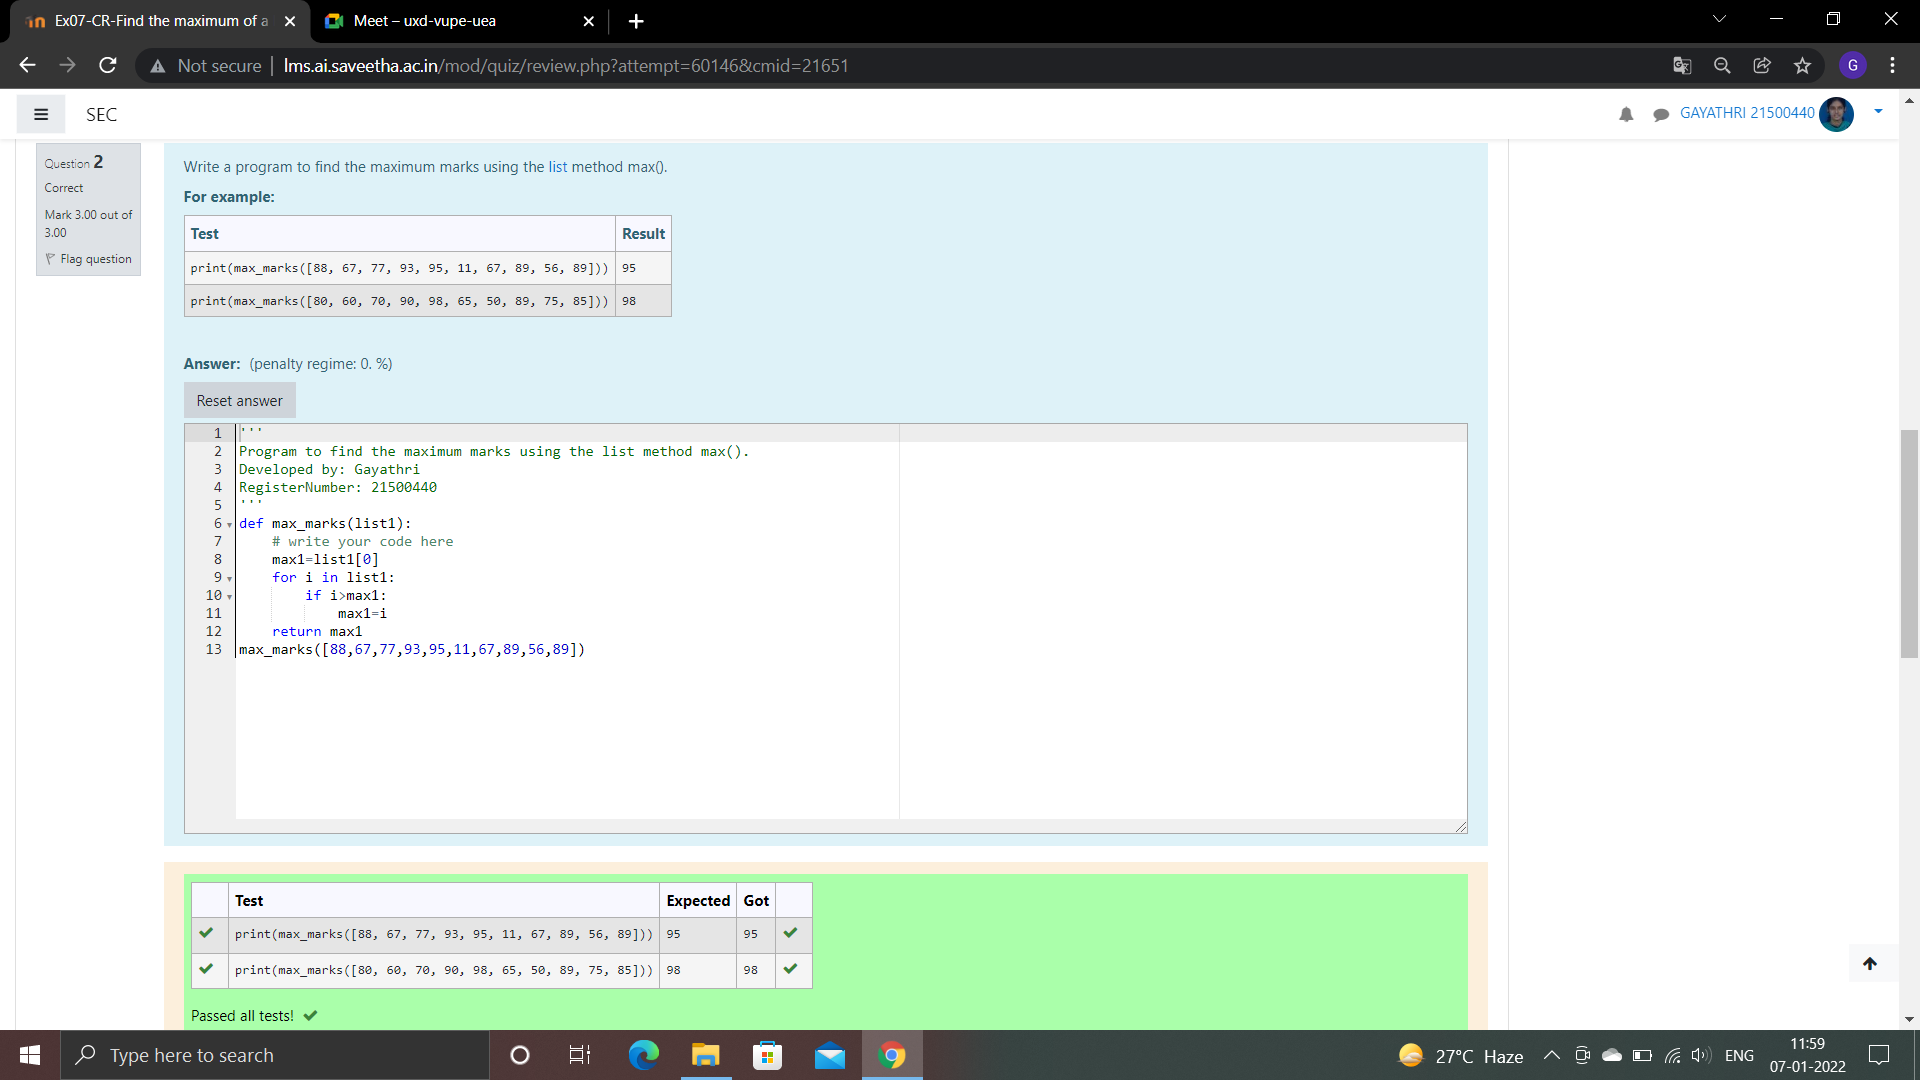 Ex07-CR-Find the maximum of a
Meet – uxd-vupe-uea
Not secure | lms.ai.saveetha.ac.in/mod/quiz/review.php?attempt=60146&cmid=21651
G
SEC
GAYATHRI 21500440
Question 2
Correct
Mark 3.00 out of
3.00
Flag question
Write a program to find the maximum marks using the list method max().
For example:
Test Result
print(max_marks([88, 67, 77, 93, 95, 11, 67, 89, 56, 89])) 95
print(max_marks([80, 60, 70, 90, 98, 65, 50, 89, 75, 85])) 98
Answer: (penalty regime: 0. %)
Reset answer
1 '''
2 Program to find the maximum marks using the list method max().
3 Developed by: Gayathri
4 RegisterNumber: 21500440
5 '''
6 def max_marks(list1):
7 # write your code here
8 max1=list1[0]
9 for i in list1:
10 if i>max1:
11 max1=i
12 return max1
13 max_marks([88,67,77,93,95,11,67,89,56,89])
Test Expected Got
print(max_marks([88, 67, 77, 93, 95, 11, 67, 89, 56, 89])) 95 95
print(max_marks([80, 60, 70, 90, 98, 65, 50, 89, 75, 85])) 98 98
Passed all tests!
Type here to search
27°C Haze
ENG
11:59
07-01-2022